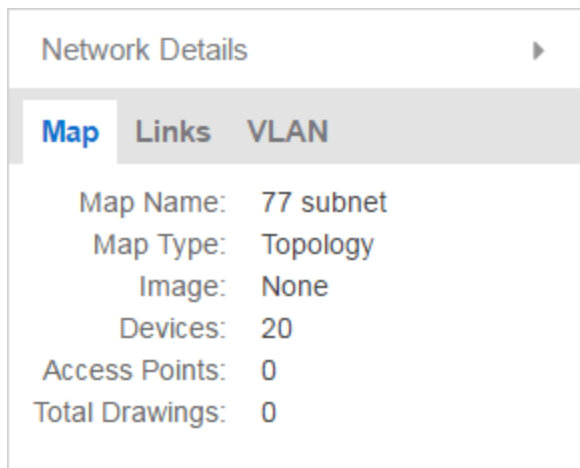 Network Details
Map Links VLAN
Map Name: 77 subnet
Map Type: Topology
Image: None
Devices: 20
Access Points: 0
Total Drawings: 0